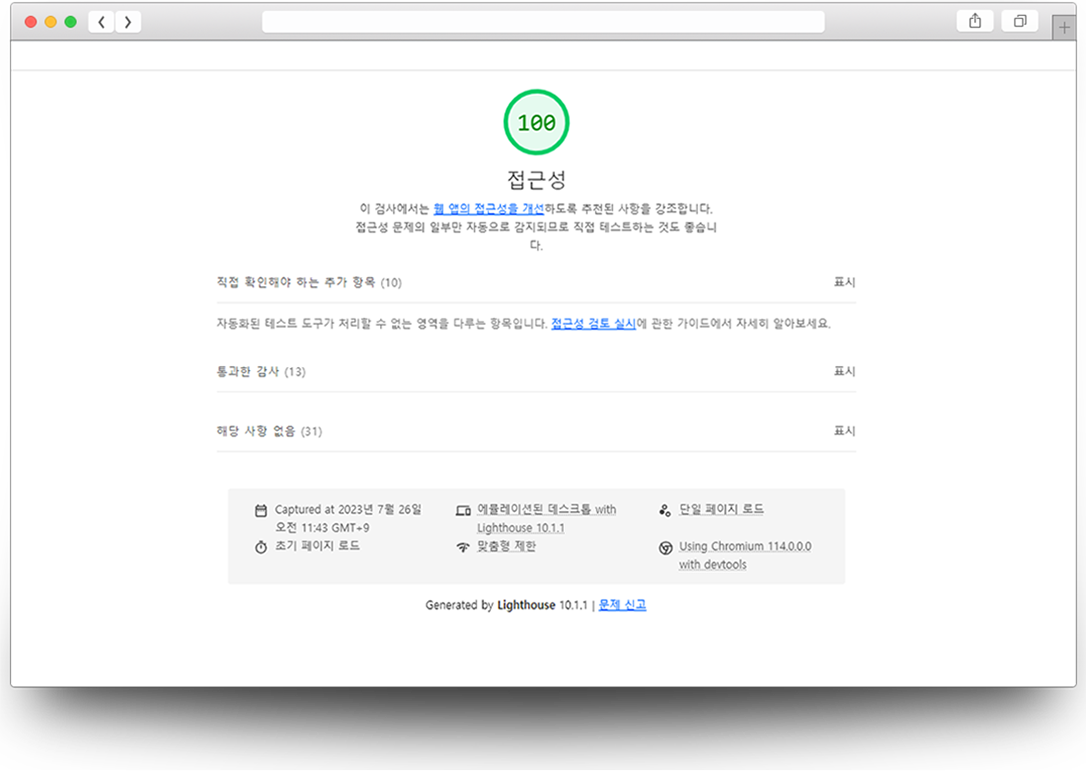 100
접근성
이 검사에서는 웹 앱의 접근성을 개선하도록 추천된 사항을 강조합니다.
접근성 문제의 일부만 자동으로 감지되므로 직접 테스트하는 것도 좋습니
다.
직접 확인해야 하는 추가 항목 (10) 표시
자동화된 테스트 도구가 처리할 수 없는 영역을 다루는 항목입니다. 접근성 검토 실시에 관한 가이드에서 자세히 알아보세요.
통과한 감사 (13) 표시
해당 사항 없음 (31) 표시
Captured at 2023년 7월 26일
오전 11:43 GMT+9
에뮬레이션된 데스크톱 with
Lighthouse 10.1.1
단일 페이지 로드
초기 페이지 로드
맞춤형 제한
Using Chromium 114.0.0.0
with devtools
Generated by Lighthouse 10.1.1 | 문제 신고